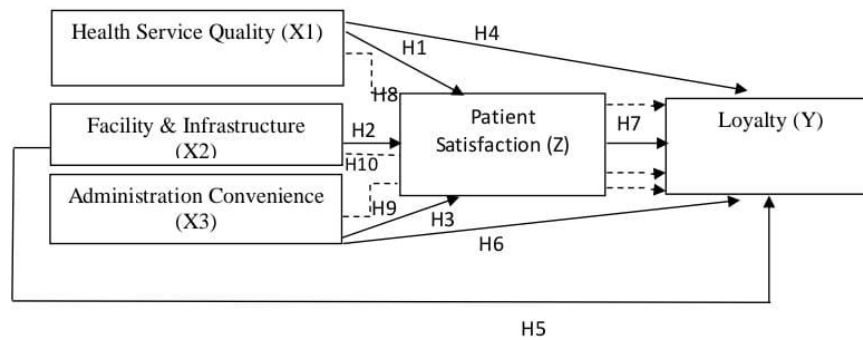 Health Service Quality (X1)
H1
H4
H8
Facility & Infrastructure
(X2)
H2
H10
Patient
Satisfaction (Z)
H7
Loyalty (Y)
Administration Convenience
(X3)
H9
H3
H6
H5